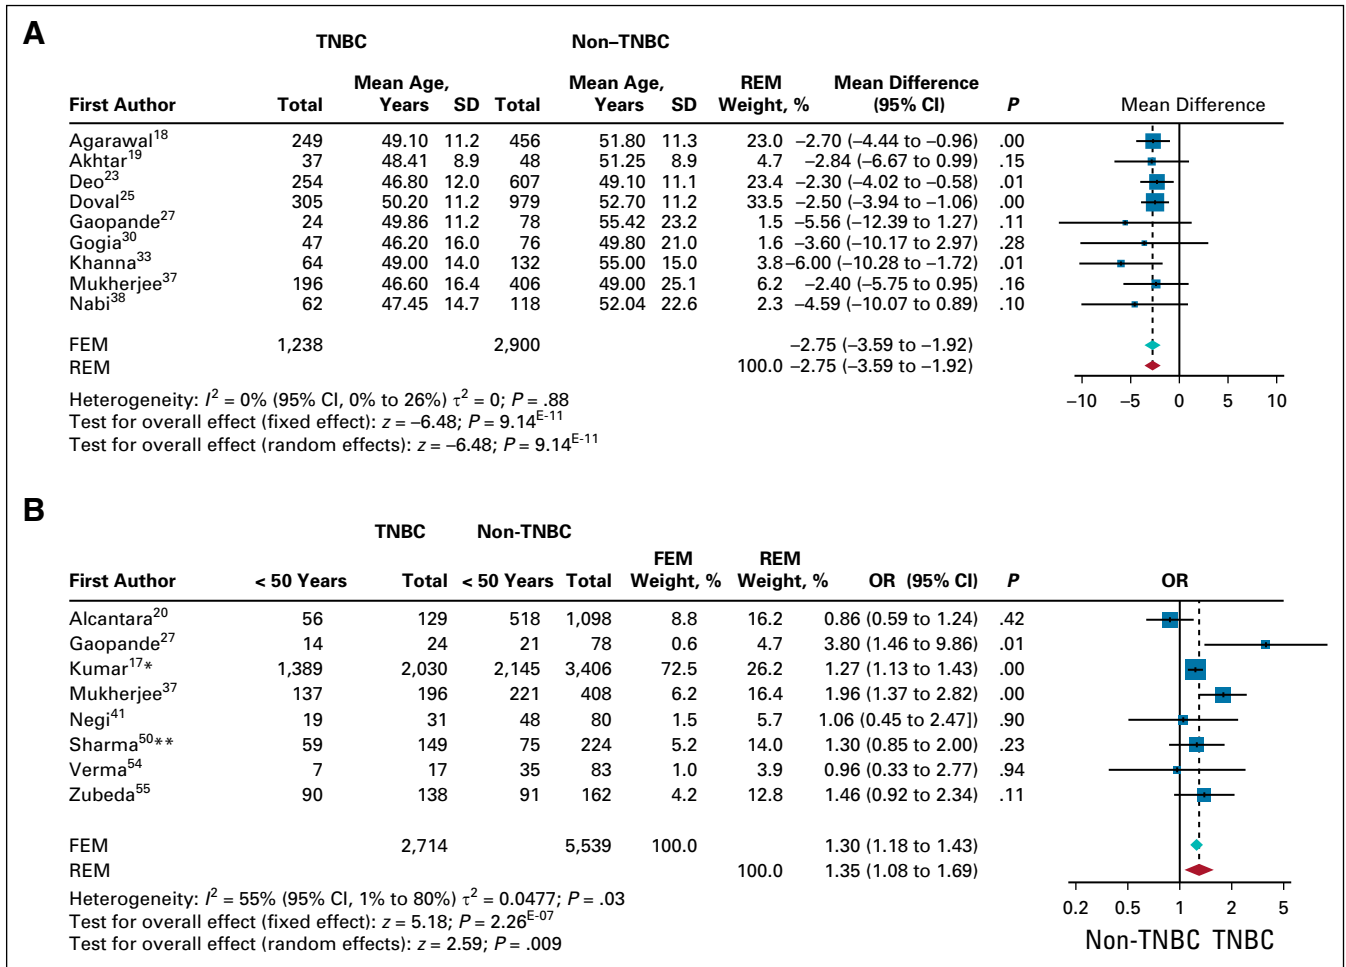 A
TNBC Non–TNBC
Mean Age, Mean Age, REM Mean Difference
First Author Total Years SD Total Years SD Weight, % (95% CI) P Mean Difference
Agarawal18 249 49.10 11.2 456 51.80 11.3 23.0 –2.70 (–4.44 to –0.96) .00
Akhtar19 37 48.41 8.9 48 51.25 8.9 4.7 –2.84 (–6.67 to 0.99) .15
Deo23 254 46.80 12.0 607 49.10 11.1 23.4 –2.30 (–4.02 to –0.58) .01
Doval25 305 50.20 11.2 979 52.70 11.2 33.5 –2.50 (–3.94 to –1.06) .00
Gaopande27 24 49.86 11.2 78 55.42 23.2 1.5 –5.56 (–12.39 to 1.27) .11
Gogia30 47 46.20 16.0 76 49.80 21.0 1.6 –3.60 (–10.17 to 2.97) .28
Khanna33 64 49.00 14.0 132 55.00 15.0 3.8 –6.00 (–10.28 to –1.72) .01
Mukherjee37 196 46.60 16.4 406 49.00 25.1 6.2 –2.40 (–5.75 to 0.95) .16
Nabi38 62 47.45 14.7 118 52.04 22.6 2.3 –4.59 (–10.07 to 0.89) .10
FEM 1,238 2,900 –2.75 (–3.59 to –1.92)
REM 100.0 –2.75 (–3.59 to –1.92)
Heterogeneity: I2 = 0% (95% CI, 0% to 26%) τ2 = 0; P = .88
Test for overall effect (fixed effect): z = –6.48; P = 9.14E-11
Test for overall effect (random effects): z = –6.48; P = 9.14E-11
–10 –5 0 5 10
B
TNBC Non-TNBC
FEM REM
First Author < 50 Years Total < 50 Years Total Weight, % Weight, % OR (95% CI) P OR
Alcantara20 56 129 518 1,098 8.8 16.2 0.86 (0.59 to 1.24) .42
Gaopande27 14 24 21 78 0.6 4.7 3.80 (1.46 to 9.86) .01
Kumar17* 1,389 2,030 2,145 3,406 72.5 26.2 1.27 (1.13 to 1.43) .00
Mukherjee37 137 196 221 408 6.2 16.4 1.96 (1.37 to 2.82) .00
Negi41 19 31 48 80 1.5 5.7 1.06 (0.45 to 2.47]) .90
Sharma50** 59 149 75 224 5.2 14.0 1.30 (0.85 to 2.00) .23
Verma54 7 17 35 83 1.0 3.9 0.96 (0.33 to 2.77) .94
Zubeda55 90 138 91 162 4.2 12.8 1.46 (0.92 to 2.34) .11
FEM 2,714 5,539 100.0 1.30 (1.18 to 1.43)
REM 100.0 1.35 (1.08 to 1.69)
Heterogeneity: I2 = 55% (95% CI, 1% to 80%) τ2 = 0.0477; P = .03
Test for overall effect (fixed effect): z = 5.18; P = 2.26E-07
Test for overall effect (random effects): z = 2.59; P = .009
0.2 0.5 1 2 5
Non-TNBC TNBC